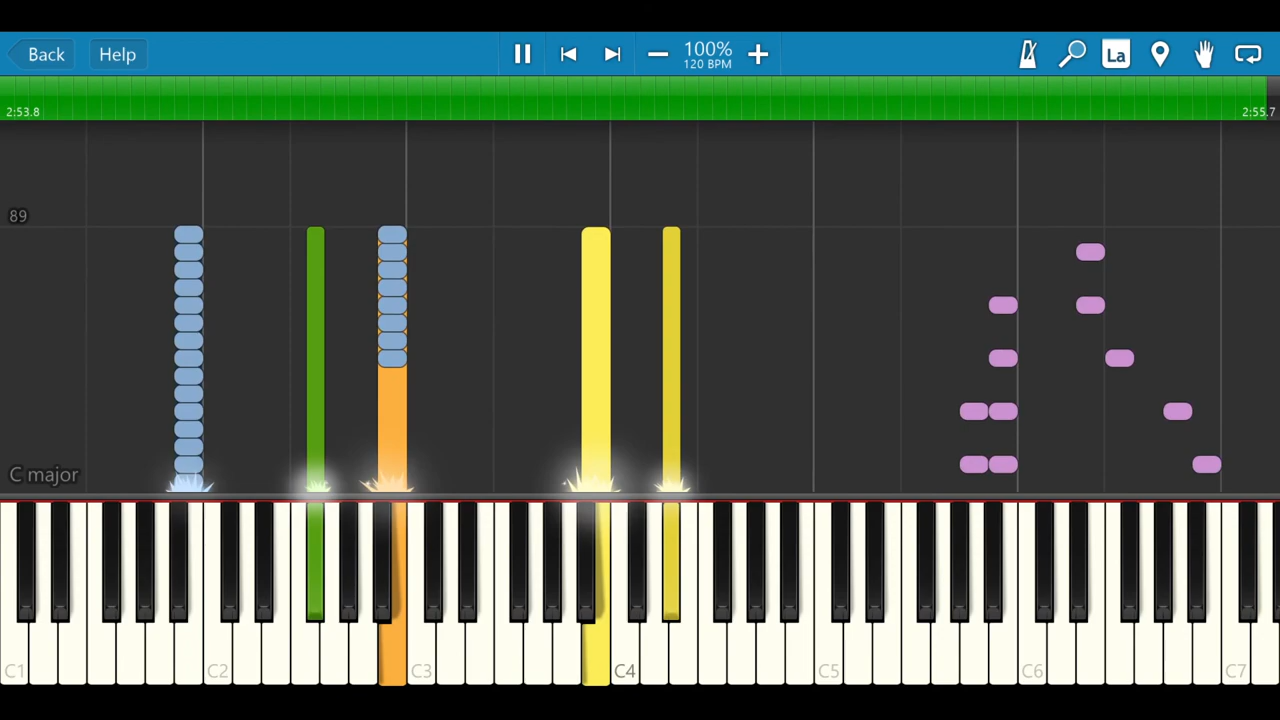 Back
Help
100%
120 BPM
La
2:53.8
2:55.7
89
C major
C1
C2
C3
C4
C5
C6
C7